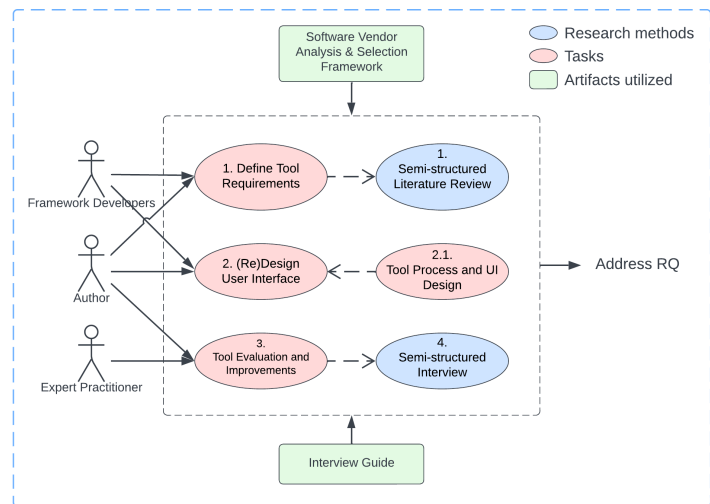 Software Vendor
Analysis & Selection
Framework
Research methods
Tasks
Artifacts utilized
1. Define Tool
Requirements
1.
Semi-structured
Literature Review
Framework Developers
2. (Re)Design
User Interface
2.1.
Tool Process and UI
Design
Address RQ
Author
3.
Tool Evaluation and
Improvements
4.
Semi-structured
Interview
Expert Practitioner
Interview Guide